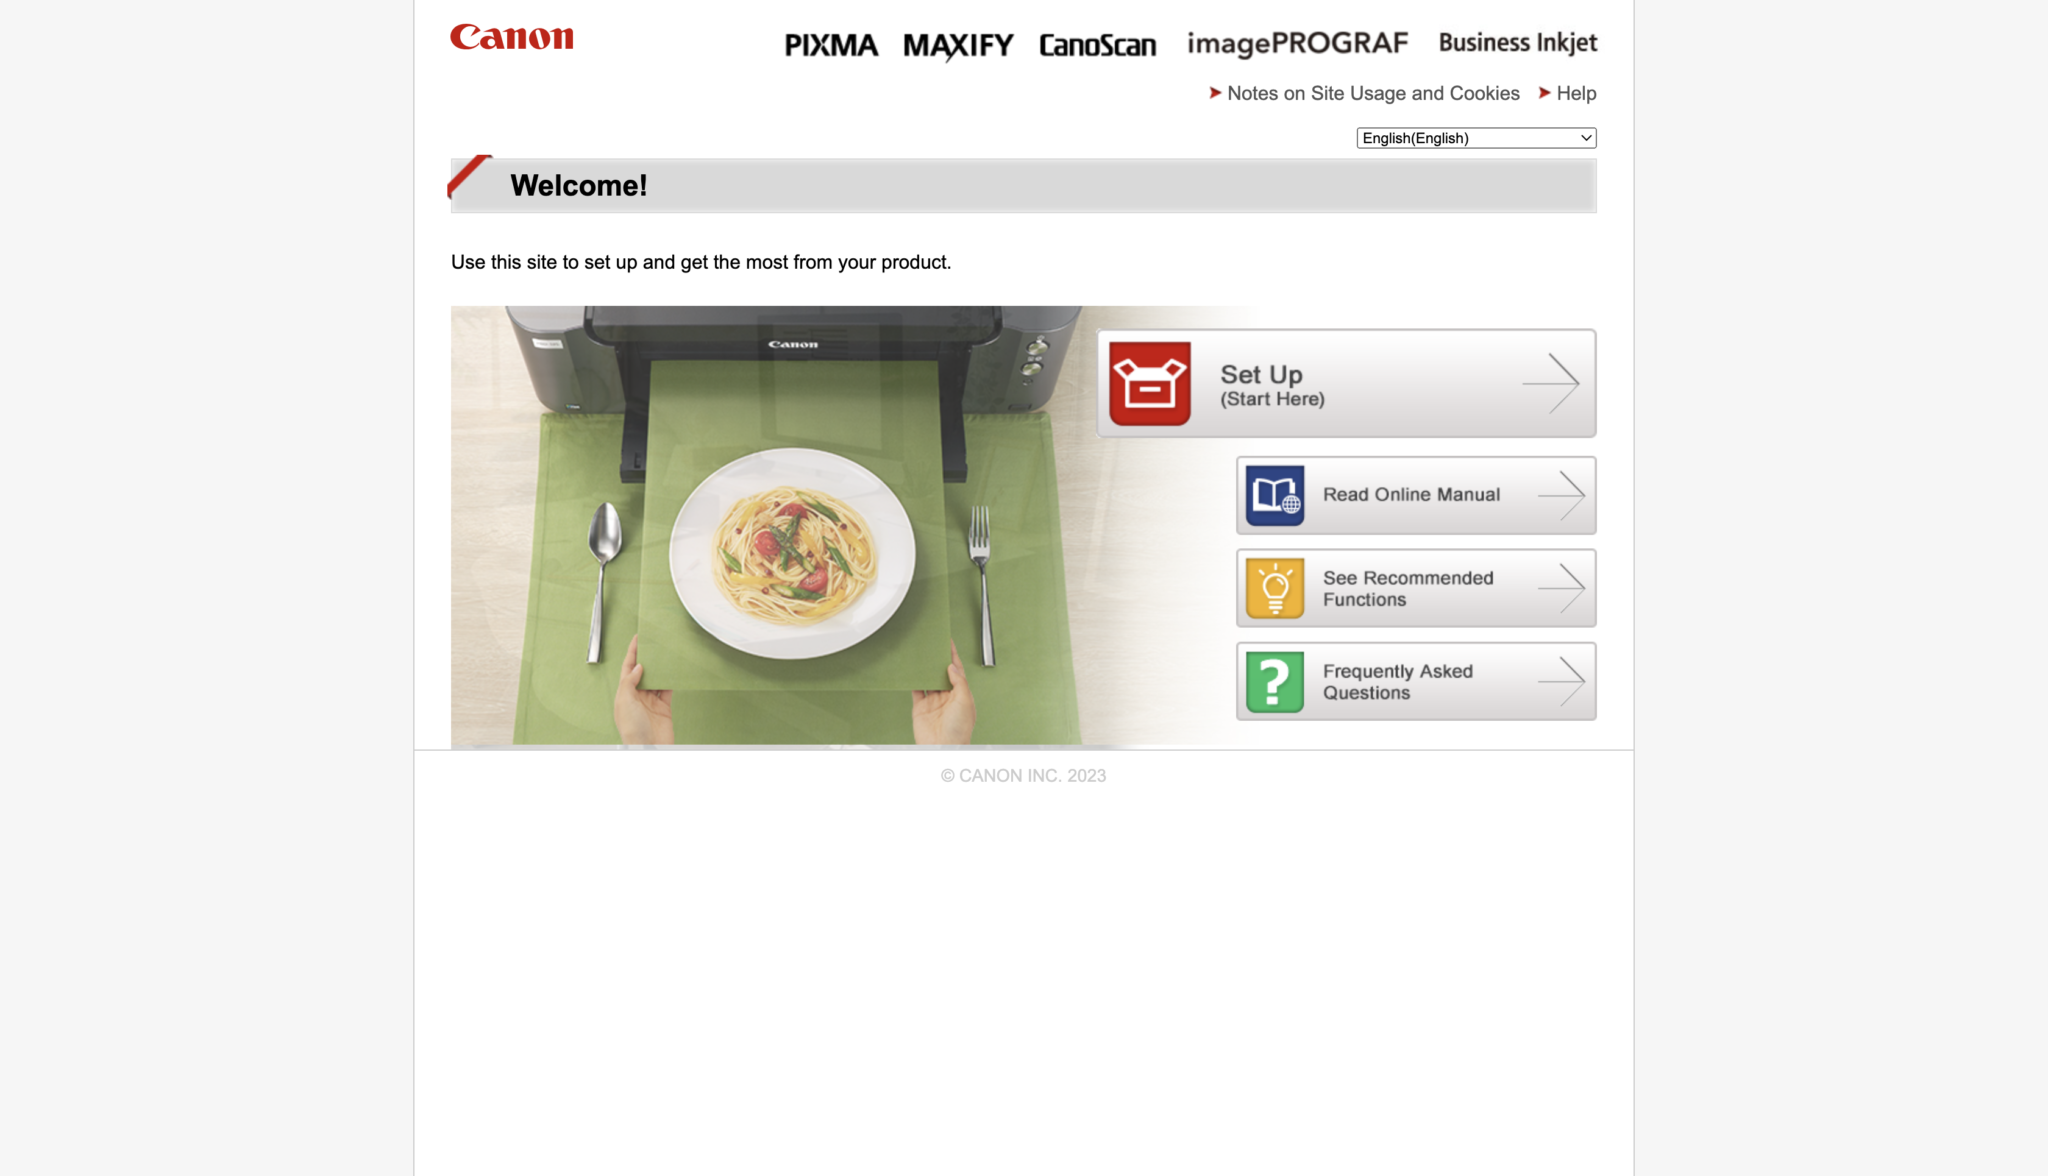 Canon
PIXMA MAXIFY CanoScan imagePROGRAF Business Inkjet
Notes on Site Usage and Cookies Help
English(English)
Welcome!
Use this site to set up and get the most from your product.
Canon
Set Up
(Start Here)
Read Online Manual
See Recommended
Functions
Frequently Asked
Questions
© CANON INC. 2023